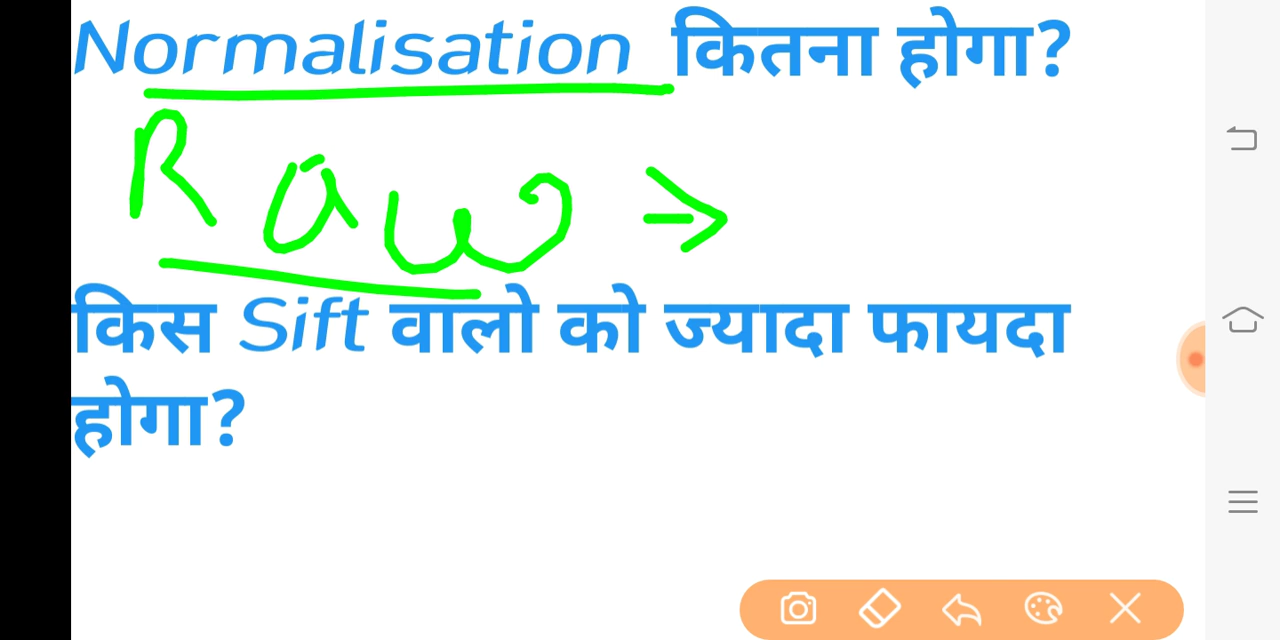 Normalisation कितना होगा?
Raw →
किस Sift वालो को ज्यादा फायदा
होगा?